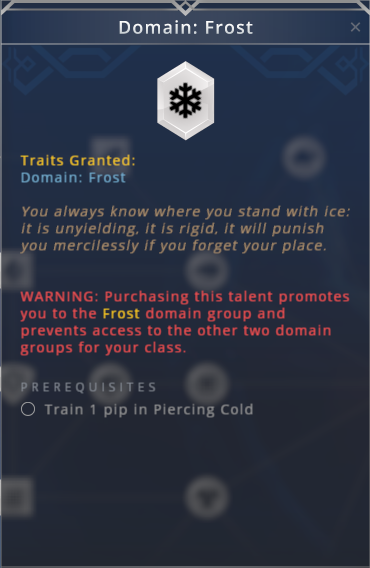 Domain: Frost
Traits Granted:
Domain: Frost
You always know where you stand with ice:
it is unyielding, it is rigid, it will punish
you mercilessly if you forget your place.
WARNING: Purchasing this talent promotes
you to the Frost domain group and
prevents access to the other two domain
groups for your class.
PREREQUISITES
Train 1 pip in Piercing Cold